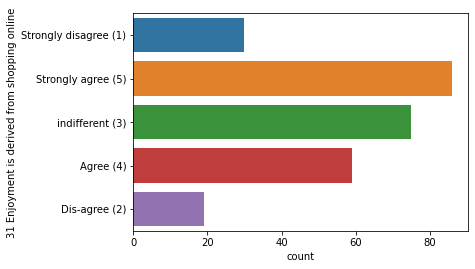 31 Enjoyment is derived from shopping online
Strongly disagree (1)
Strongly agree (5)
indifferent (3)
Agree (4)
Dis-agree (2)
0 20 40 60 80
count